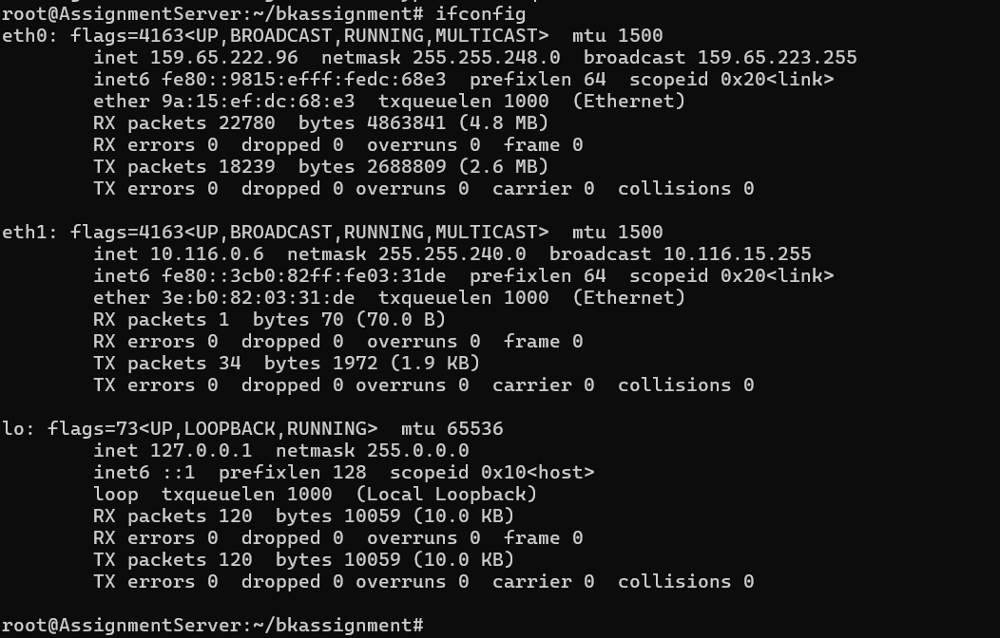 root@AssignmentServer:~/bkassignment# ifconfig
eth0: flags=4163<UP,BROADCAST,RUNNING,MULTICAST>  mtu 1500
        inet 159.65.222.96  netmask 255.255.248.0  broadcast 159.65.223.255
        inet6 fe80::9815:efff:fedc:68e3  prefixlen 64  scopeid 0x20<link>
        ether 9a:15:ef:dc:68:e3  txqueuelen 1000  (Ethernet)
        RX packets 22780  bytes 4863841 (4.8 MB)
        RX errors 0  dropped 0  overruns 0  frame 0
        TX packets 18239  bytes 2688809 (2.6 MB)
        TX errors 0  dropped 0 overruns 0  carrier 0  collisions 0

eth1: flags=4163<UP,BROADCAST,RUNNING,MULTICAST>  mtu 1500
        inet 10.116.0.6  netmask 255.255.240.0  broadcast 10.116.15.255
        inet6 fe80::3cb0:82ff:fe03:31de  prefixlen 64  scopeid 0x20<link>
        ether 3e:b0:82:03:31:de  txqueuelen 1000  (Ethernet)
        RX packets 1  bytes 70 (70.0 B)
        RX errors 0  dropped 0  overruns 0  frame 0
        TX packets 34  bytes 1972 (1.9 KB)
        TX errors 0  dropped 0 overruns 0  carrier 0  collisions 0

lo: flags=73<UP,LOOPBACK,RUNNING>  mtu 65536
        inet 127.0.0.1  netmask 255.0.0.0
        inet6 ::1  prefixlen 128  scopeid 0x10<host>
        loop  txqueuelen 1000  (Local Loopback)
        RX packets 120  bytes 10059 (10.0 KB)
        RX errors 0  dropped 0  overruns 0  frame 0
        TX packets 120  bytes 10059 (10.0 KB)
        TX errors 0  dropped 0 overruns 0  carrier 0  collisions 0

root@AssignmentServer:~/bkassignment#